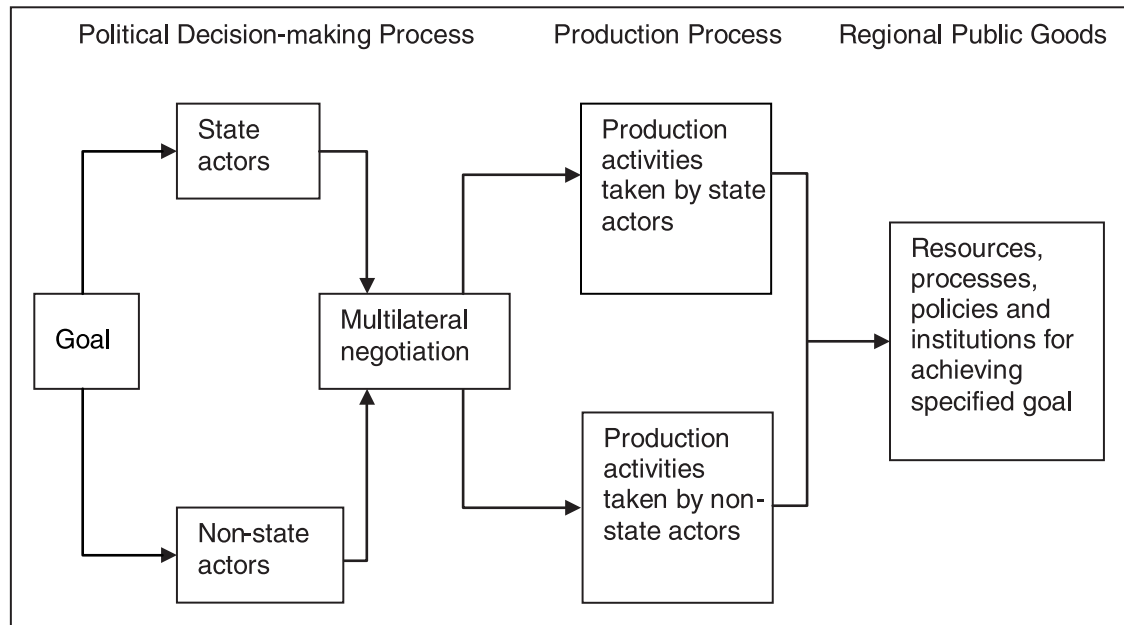 Political Decision-making Process
Production Process
Regional Public Goods
State
actors
Goal
Multilateral
negotiation
Non-state
actors
Production
activities
taken by state
actors
Production
activities
taken by non-
state actors
Resources,
processes,
policies and
institutions for
achieving
specified goal